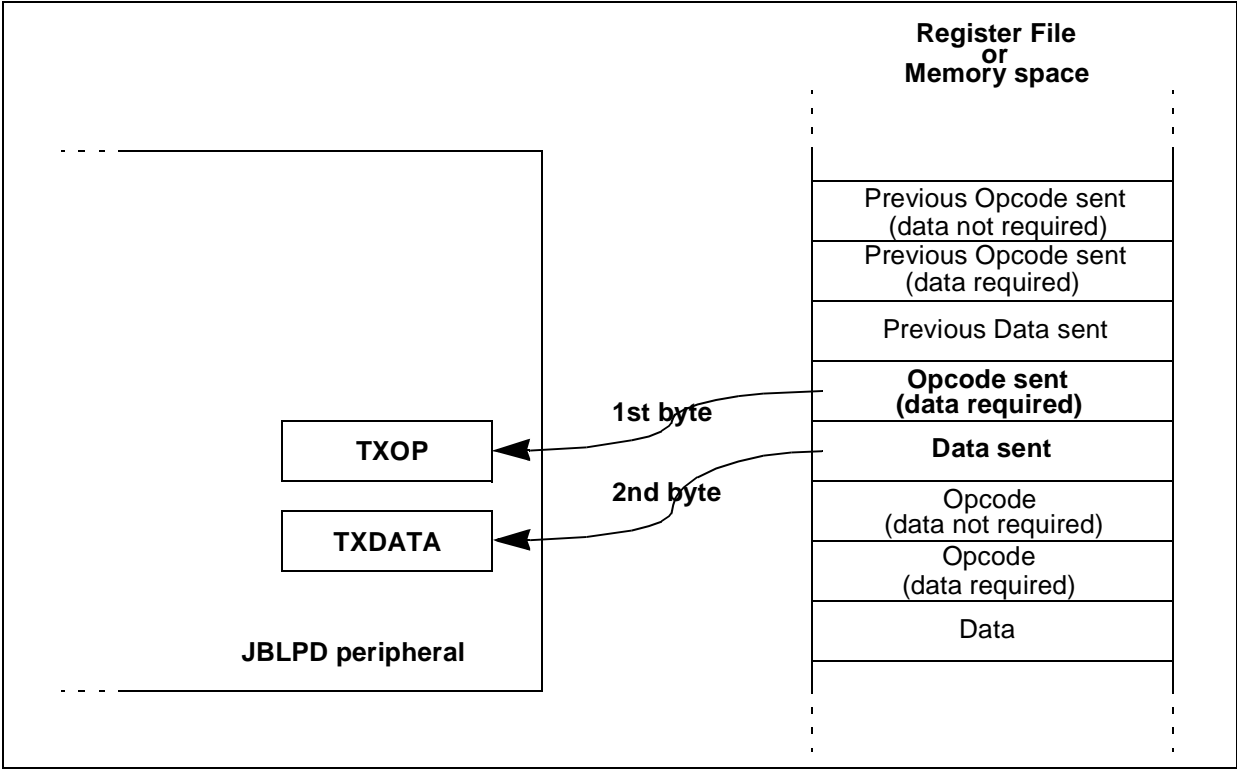 Register File
or
Memory space
Previous Opcode sent
(data not required)
Previous Opcode sent
(data required)
Previous Data sent
Opcode sent
(data required)
1st byte
TXOP
Data sent
2nd byte
Opcode
(data not required)
TXDATA
Opcode
(data required)
Data
JBLPD peripheral